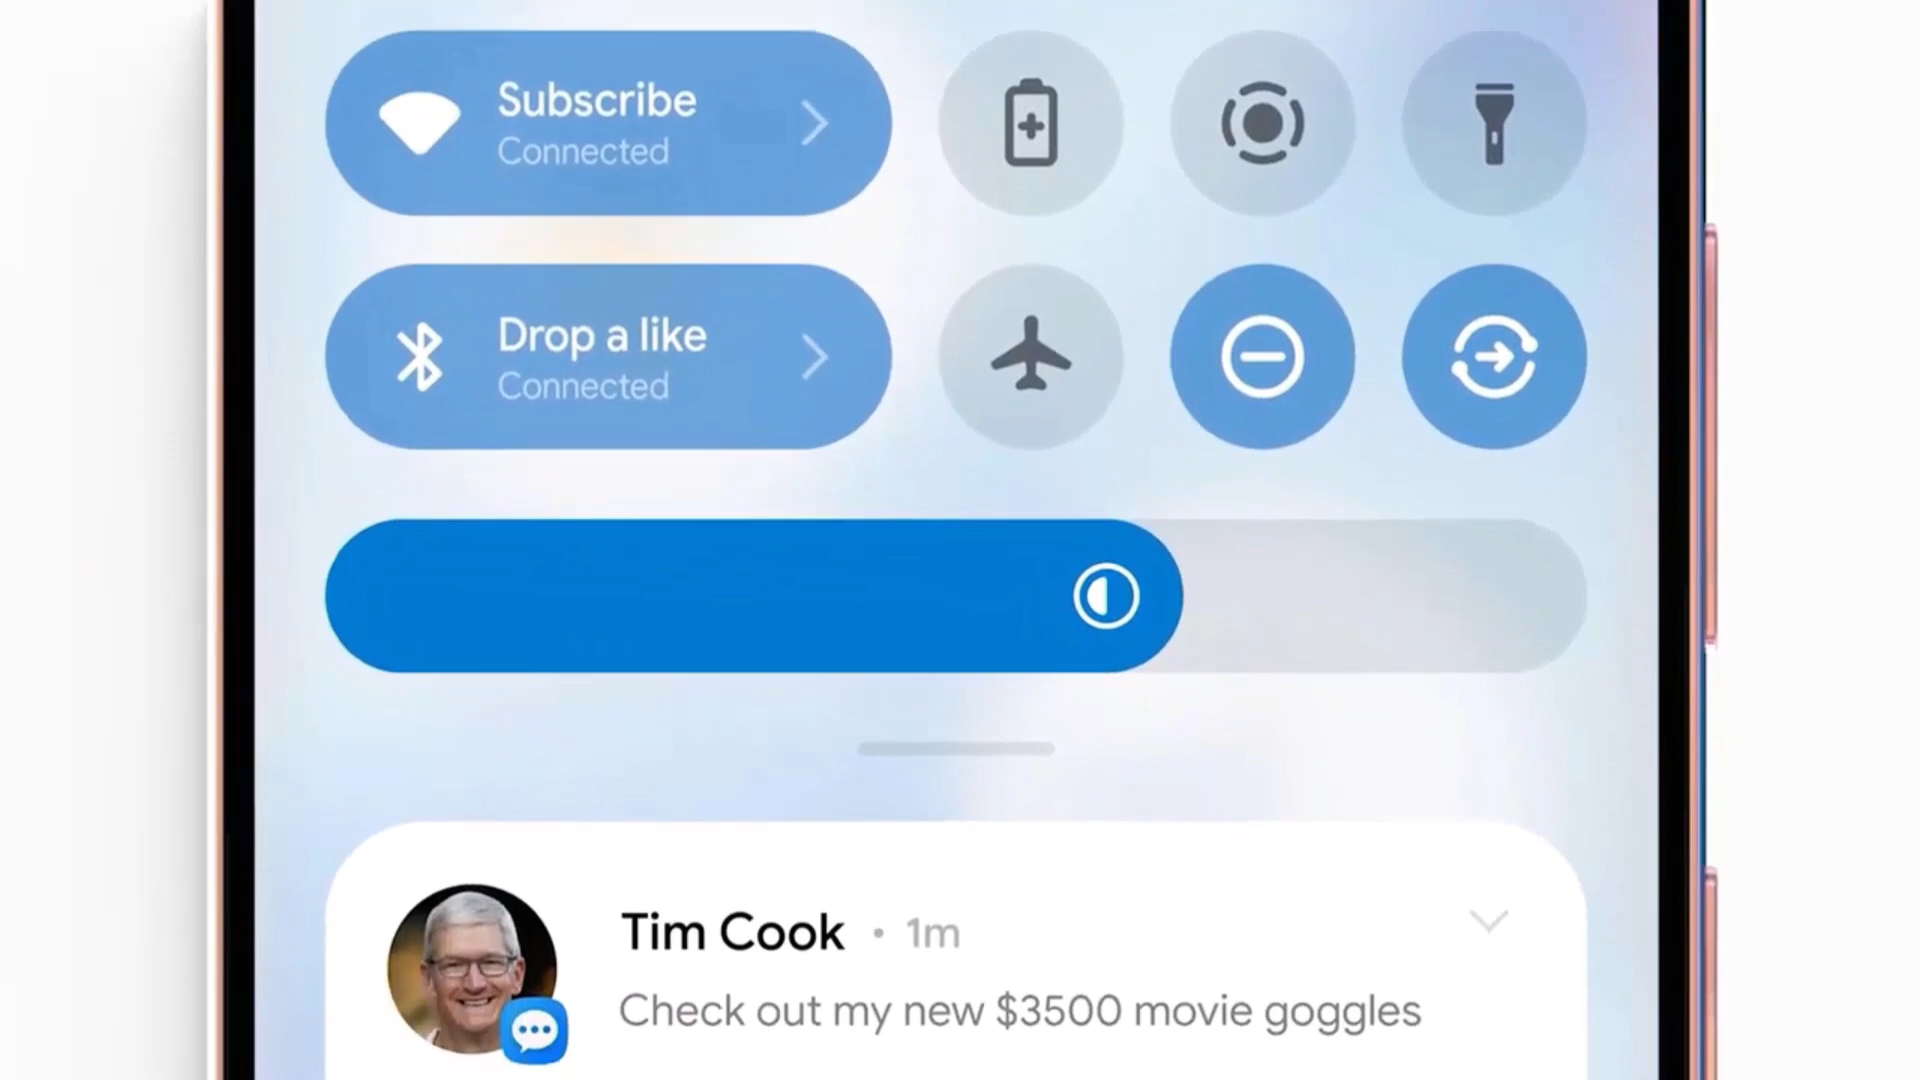 Subscribe
Connected
Drop a like
Connected
Tim Cook • 1m
Check out my new $3500 movie goggles